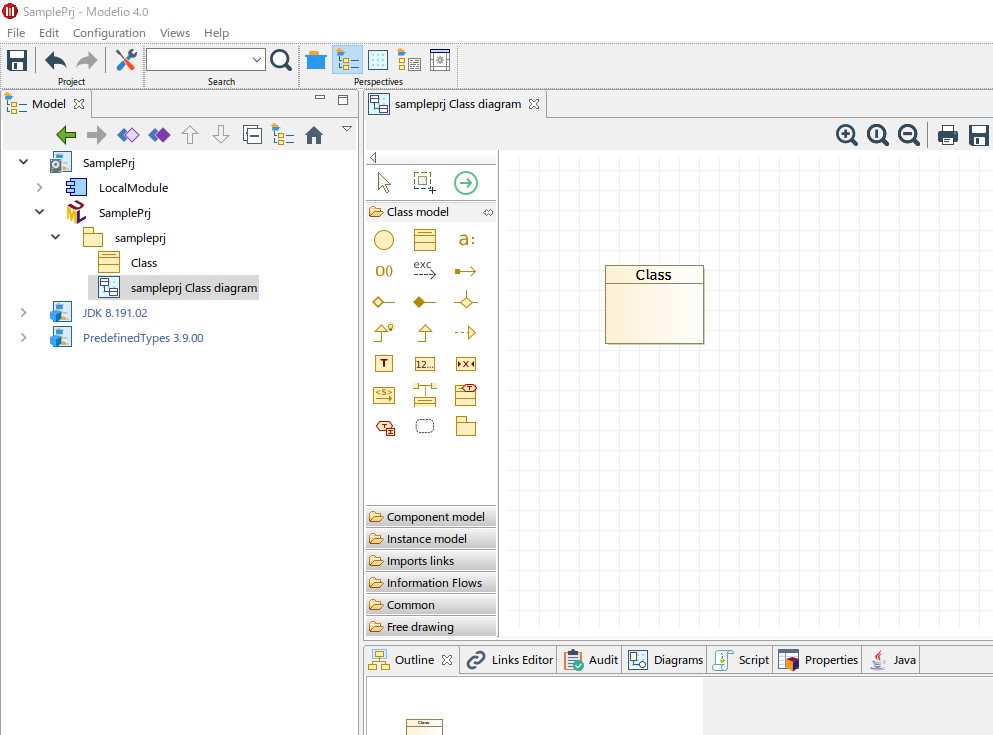 SamplePrj - Modelio 4.0
File Edit Configuration Views Help
Project Search Perspectives
Model
sampleprj Class diagram
SamplePrj
LocalModule
SamplePrj
sampleprj
Class
sampleprj Class diagram
JDK 8.191.02
PredefinedTypes 3.9.00
Class model
a:
O()
exc
T
12...
X
<S>
T
T
Component model
Instance model
Imports links
Information Flows
Common
Free drawing
Class
Outline Links Editor Audit Diagrams Script Properties Java
Class